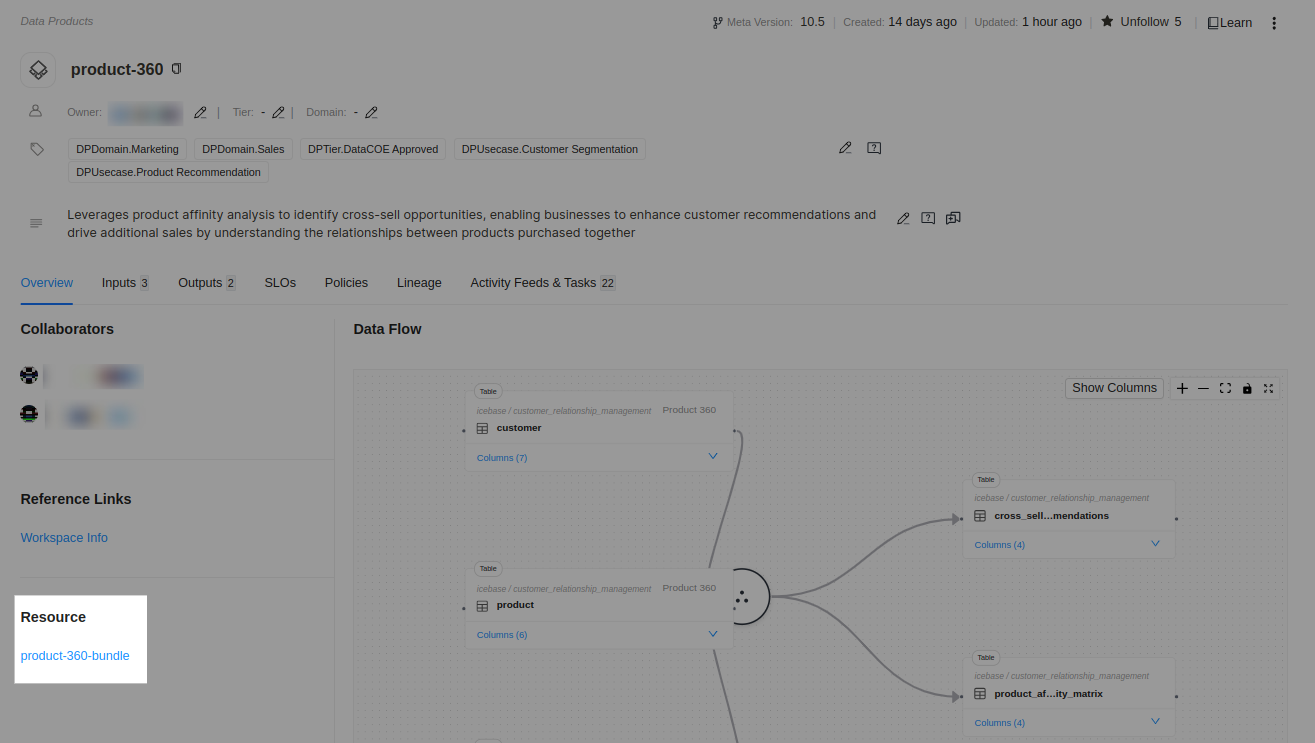 Data Products
Meta Version: 10.5 | Created: 14 days ago | Updated: 1 hour ago | Unfollow 5 | Learn
product-360
Owner: | Tier: - | Domain: -
DPDomain.Marketing DPDomain.Sales DPTier.DataCOE Approved DPUsecase.Customer Segmentation
DPUsecase.Product Recommendation
Leverages product affinity analysis to identify cross-sell opportunities, enabling businesses to enhance customer recommendations and
drive additional sales by understanding the relationships between products purchased together
Overview Inputs 3 Outputs 2 SLOs Policies Lineage Activity Feeds & Tasks 22
Collaborators
Reference Links
Workspace Info
Resource
product-360-bundle
Data Flow
Show Columns
Table
icebase / customer_relationship_management Product 360
customer
Columns (7)
Table
icebase / customer_relationship_management Product 360
product
Columns (6)
Table
icebase / customer_relationship_management
cross_sell...mendations
Columns (4)
Table
icebase / customer_relationship_management
product_af...ity_matrix
Columns (4)